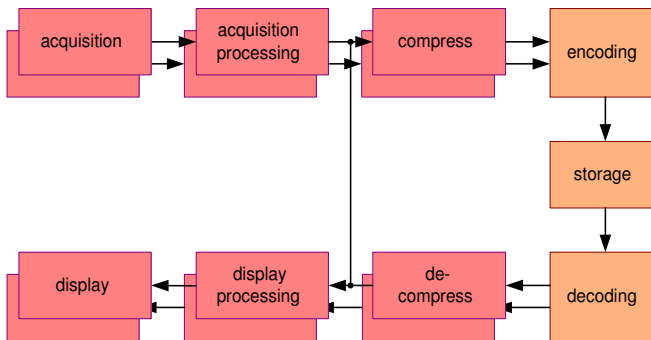 acquisition
acquisition
processing
compress
encoding
storage
display
display
processing
de-
compress
decoding